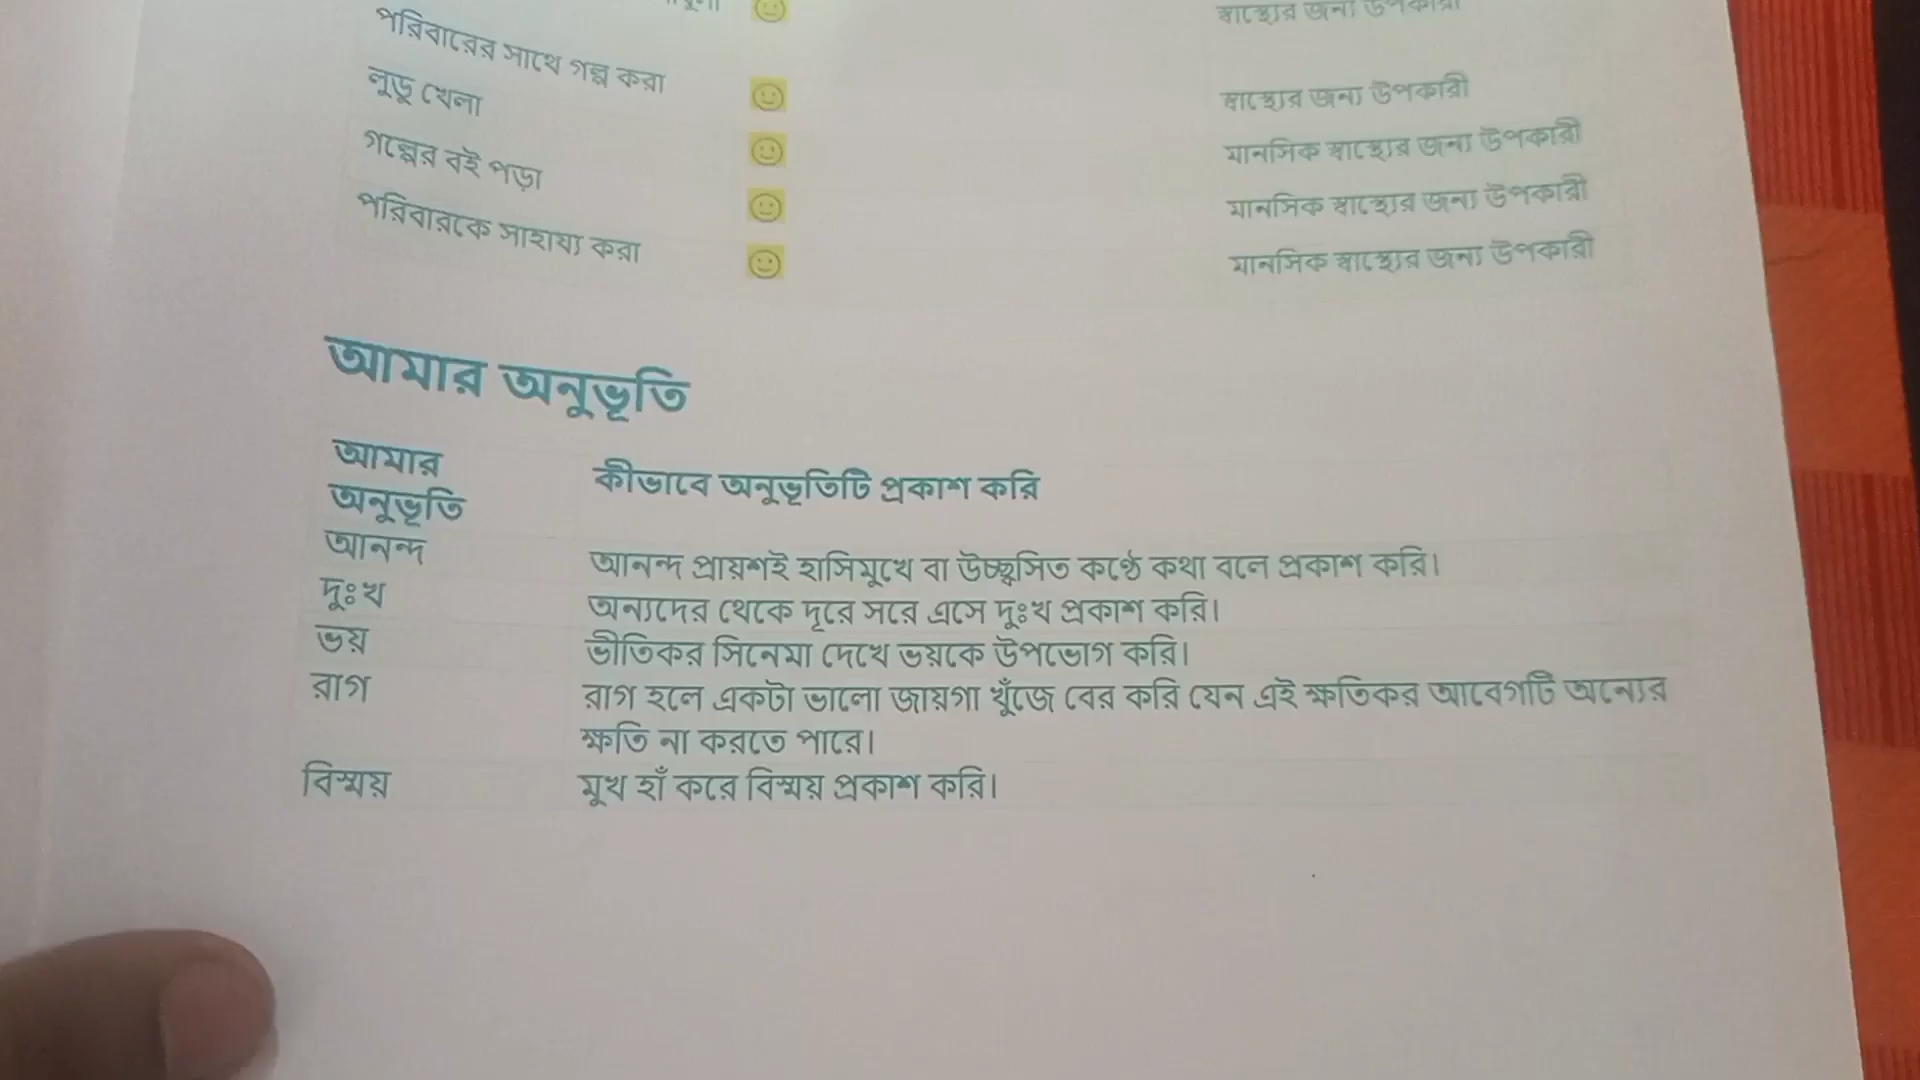 স্বাস্থ্যের জন্য উপকারী
পরিবারের সাথে গল্প করা স্বাস্থ্যের জন্য উপকারী
লুডু খেলা মানসিক স্বাস্থ্যের জন্য উপকারী
গল্পের বই পড়া মানসিক স্বাস্থ্যের জন্য উপকারী
পরিবারকে সাহায্য করা মানসিক স্বাস্থ্যের জন্য উপকারী
আমার অনুভূতি
আমার
অনুভূতি কীভাবে অনুভূতিটি প্রকাশ করি
আনন্দ আনন্দ প্রায়শই হাসিমুখে বা উচ্ছ্বসিত কণ্ঠে কথা বলে প্রকাশ করি।
দুঃখ অন্যদের থেকে দূরে সরে এসে দুঃখ প্রকাশ করি।
ভয় ভীতিকর সিনেমা দেখে ভয়কে উপভোগ করি।
রাগ রাগ হলে একটা ভালো জায়গা খুঁজে বের করি যেন এই ক্ষতিকর আবেগটি অন্যের
ক্ষতি না করতে পারে।
বিস্ময় মুখ হাঁ করে বিস্ময় প্রকাশ করি।